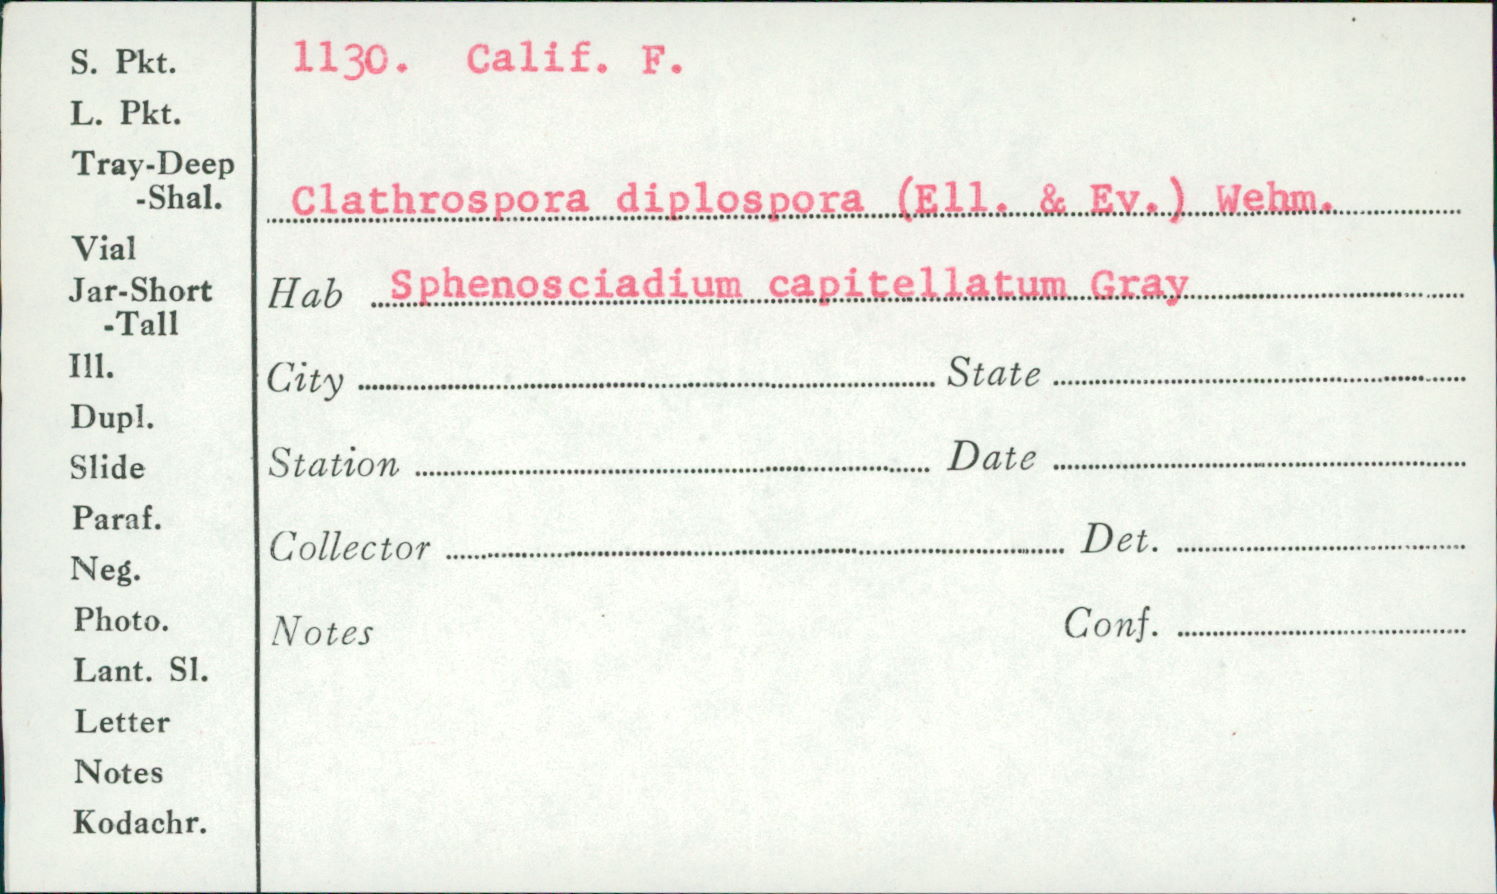 S. Pkt.
L. Pkt.
Tray-Deep
-Shal.
Vial
Jar-Short
-Tall
Ill.
Dupl.
Slide
Paraf.
Neg.
Photo.
Lant. Sl.
Letter
Notes
Kodachr.
1130. Calif. F.
Clathrospora diplospora (Ell. & Ev.) Wehm.
Hab Sphenosciadium capitellatum Gray
City State
Station Date
Collector Det.
Notes Conf.